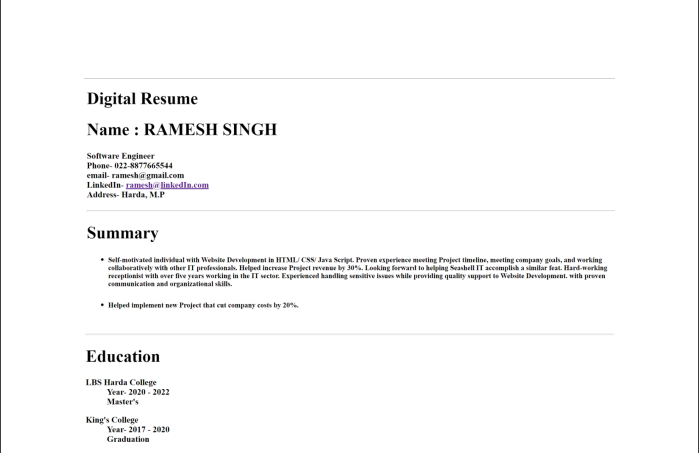 Digital Resume
Name : RAMESH SINGH
Software Engineer
Phone- 022-8877665544
email- ramesh@gmail.com
LinkedIn- ramesh@linkedIn.com
Address- Harda, M.P
Summary
• Self-motivated individual with Website Development in HTML/ CSS/ Java Script. Proven experience meeting Project timeline, meeting company goals, and working
collaboratively with other IT professionals. Helped increase Project revenue by 30%. Looking forward to helping Seashell IT accomplish a similar feat. Hard-working
receptionist with over five years working in the IT sector. Experienced handling sensitive issues while providing quality support to Website Development. with proven
communication and organizational skills.
• Helped implement new Project that cut company costs by 20%.
Education
LBS Harda College
Year- 2020 - 2022
Master's
King's College
Year- 2017 - 2020
Graduation